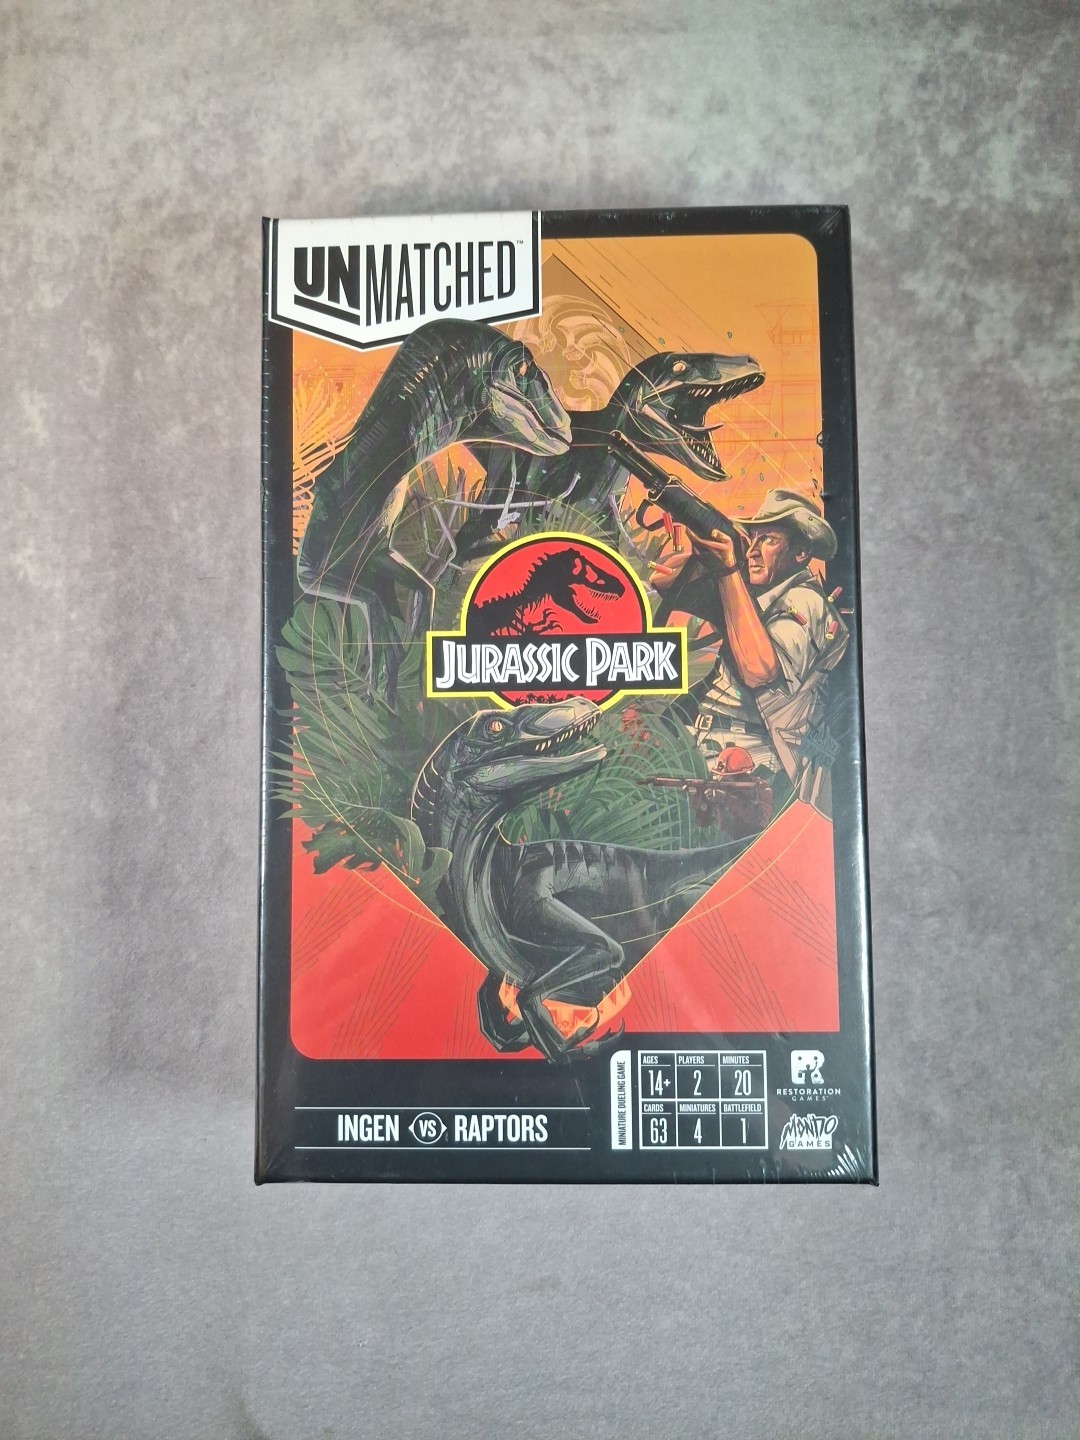 UNMATCHED™
JURASSIC PARK
INGEN VS RAPTORS
MINIATURE DUELING GAME
AGES PLAYERS MINUTES
14+ 2 20
CARDS MINIATURES BATTLEFIELD
63 4 1
RESTORATION
GAMES
MONDO
GAMES